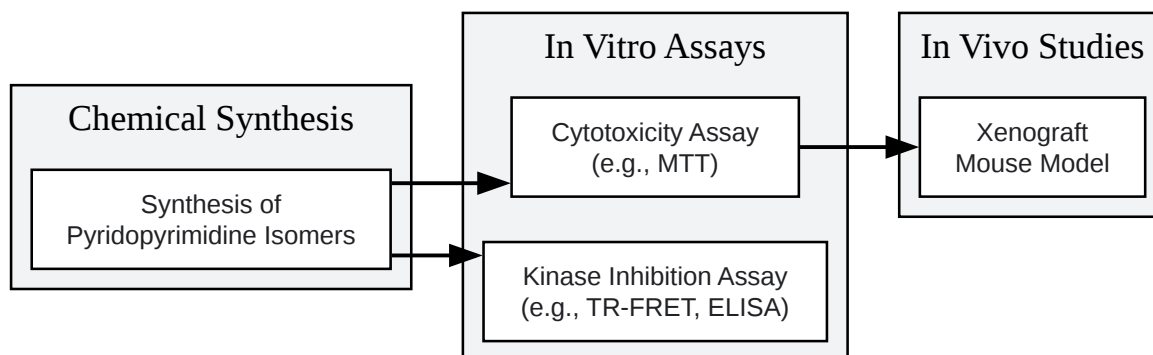 Chemical Synthesis
Synthesis of
Pyridopyrimidine Isomers
In Vitro Assays
Cytotoxicity Assay
(e.g., MTT)
Kinase Inhibition Assay
(e.g., TR-FRET, ELISA)
In Vivo Studies
Xenograft
Mouse Model